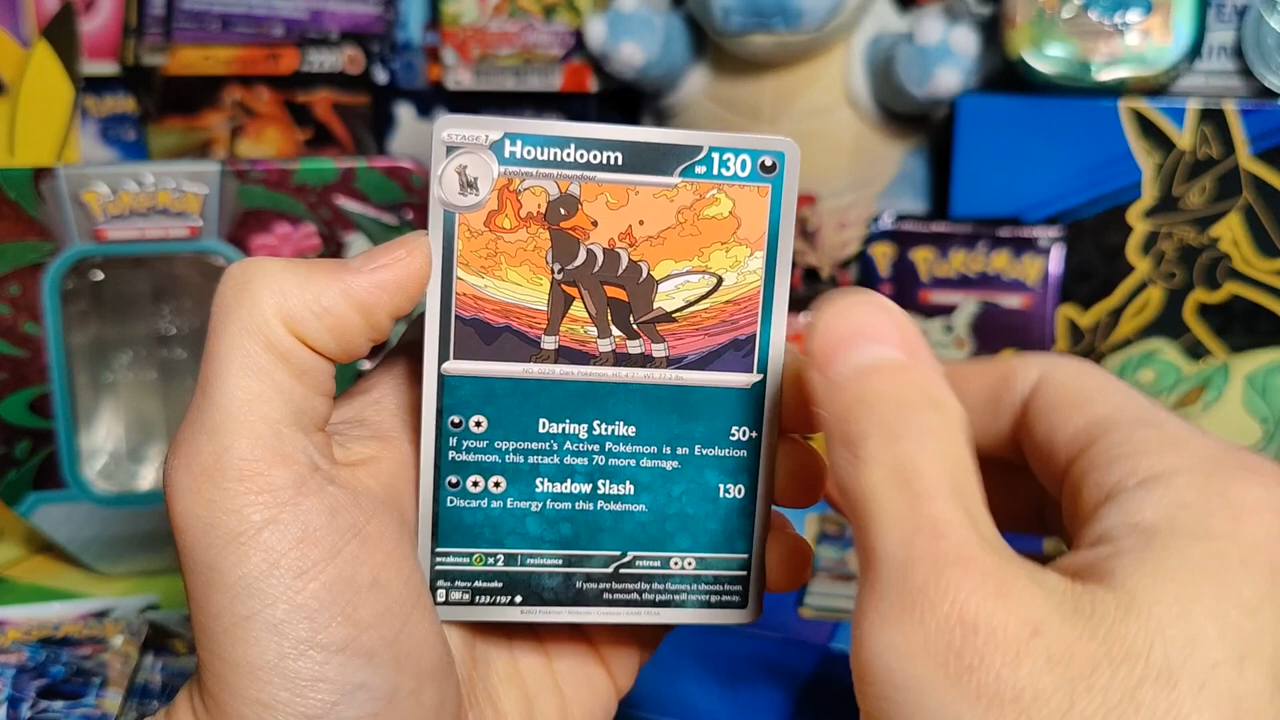 Pokémon
Pokémon
STAGE 1
Houndoom
HP 130
Evolves from Houndour
NO. 0229 Dark Pokémon HT: 4'7" WT: 77.2 lbs.
Daring Strike 50+
If your opponent's Active Pokémon is an Evolution
Pokémon, this attack does 70 more damage.
Shadow Slash 130
Discard an Energy from this Pokémon.
weakness ×2 resistance retreat
Illus. Horu Akasaka
If you are burned by the flames it shoots from
its mouth, the pain will never go away.
G OBF EN 133/197